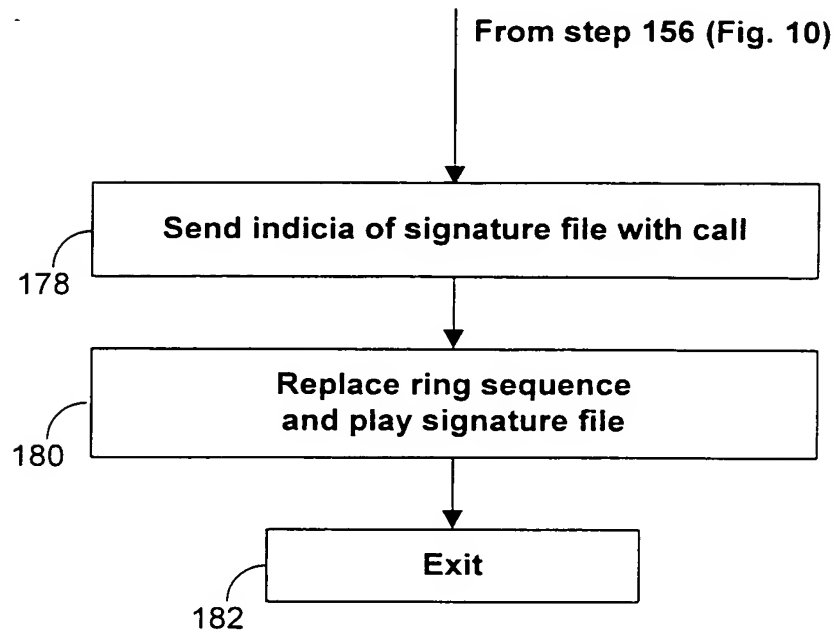 From step 156 (Fig. 10)
Send indicia of signature file with call
178
Replace ring sequence
and play signature file
180
Exit
182